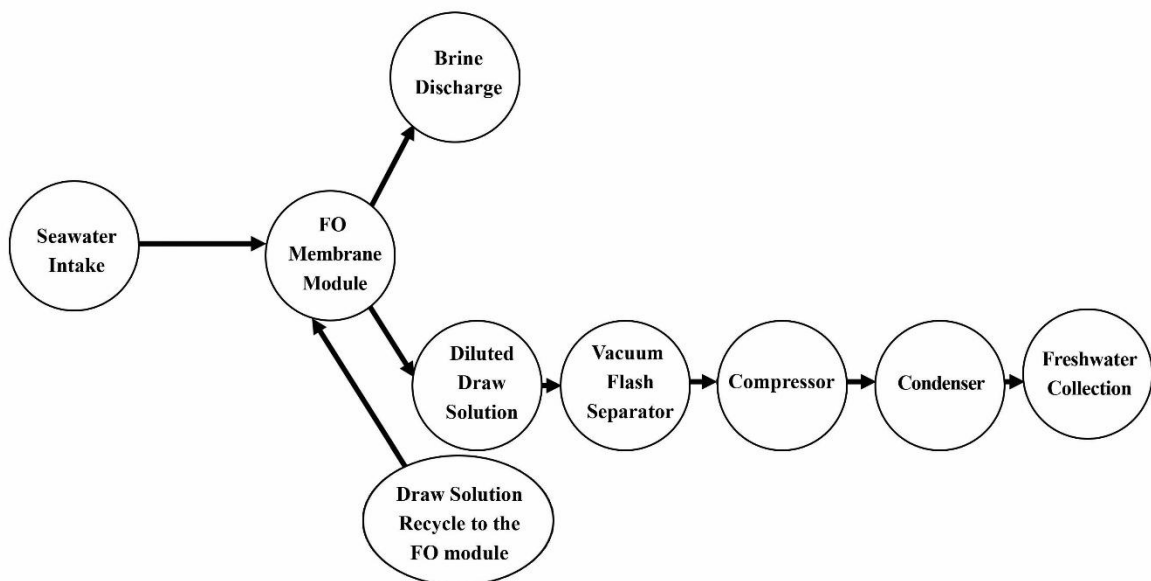 Brine
Discharge
Seawater
Intake
FO
Membrane
Module
Diluted
Draw
Solution
Vacuum
Flash
Separator
Compressor
Condenser
Freshwater
Collection
Draw Solution
Recycle to the
FO module